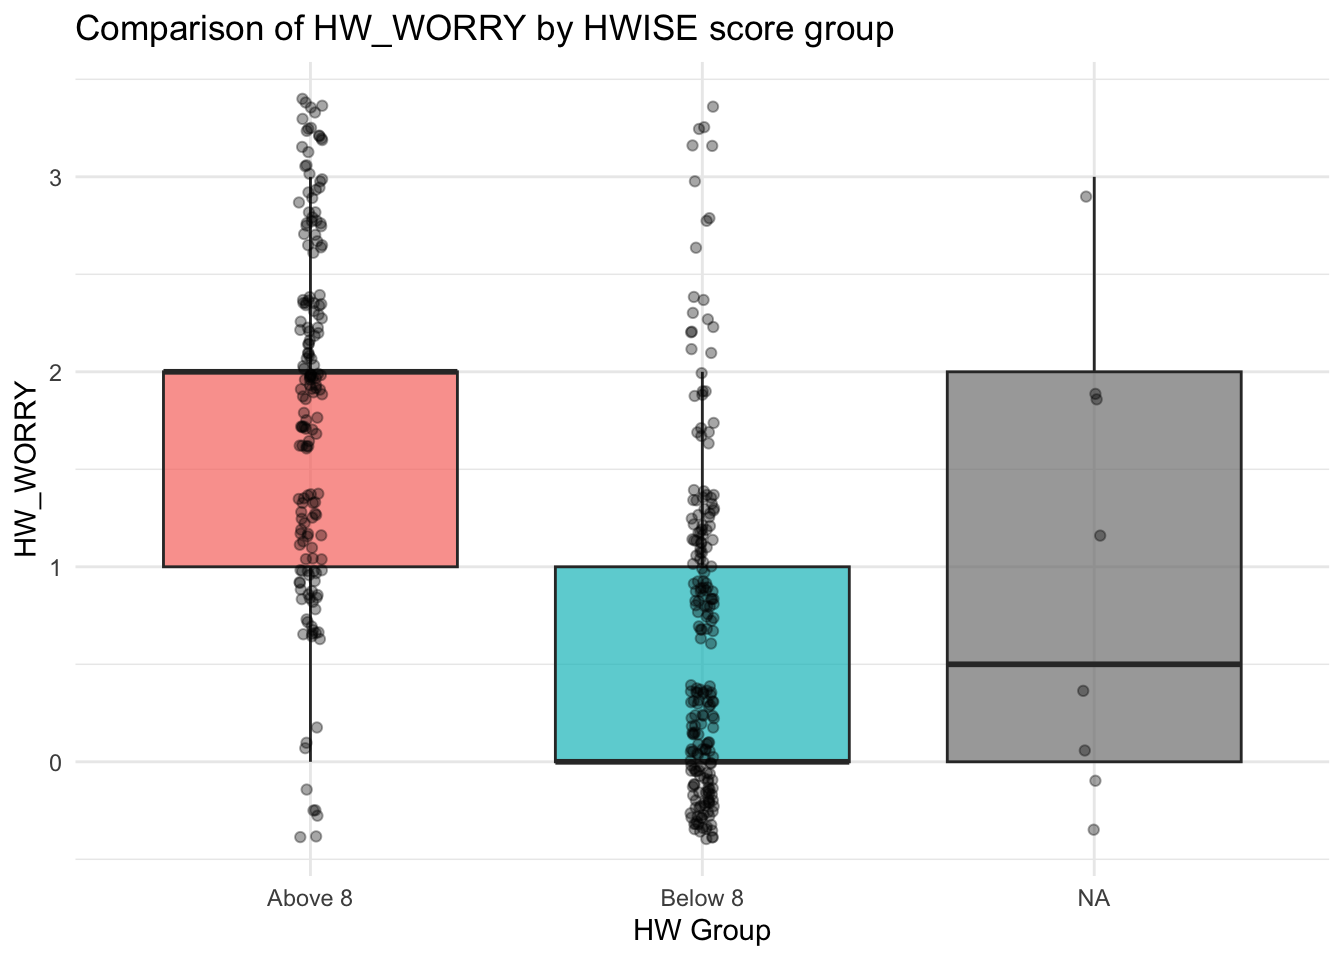 Comparison of HW_WORRY by HWISE score group
3
2
1
0
HW_WORRY
Above 8
Below 8
NA
HW Group